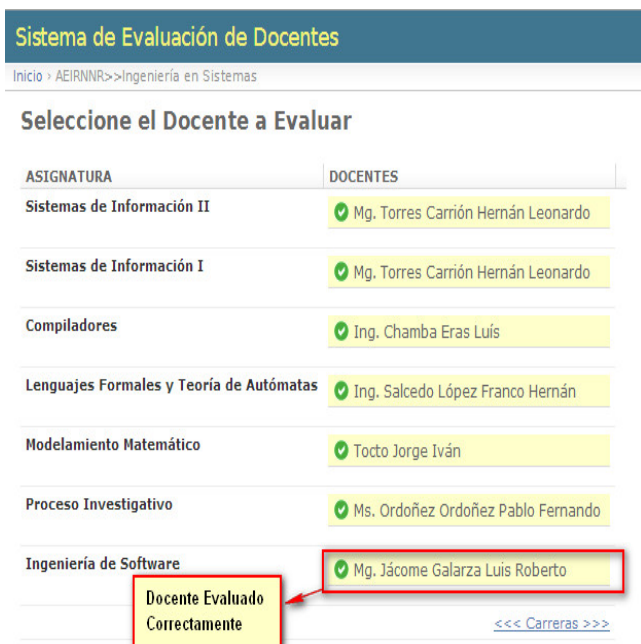 Sistema de Evaluación de Docentes
Inicio › AEIRNNR>>Ingeniería en Sistemas
Seleccione el Docente a Evaluar
ASIGNATURA DOCENTES
Sistemas de Información II Mg. Torres Carrión Hernán Leonardo
Sistemas de Información I Mg. Torres Carrión Hernán Leonardo
Compiladores Ing. Chamba Eras Luís
Lenguajes Formales y Teoría de Autómatas Ing. Salcedo López Franco Hernán
Modelamiento Matemático Tocto Jorge Iván
Proceso Investigativo Ms. Ordoñez Ordoñez Pablo Fernando
Ingeniería de Software Mg. Jácome Galarza Luis Roberto
Docente Evaluado
Correctamente
<<< Carreras >>>